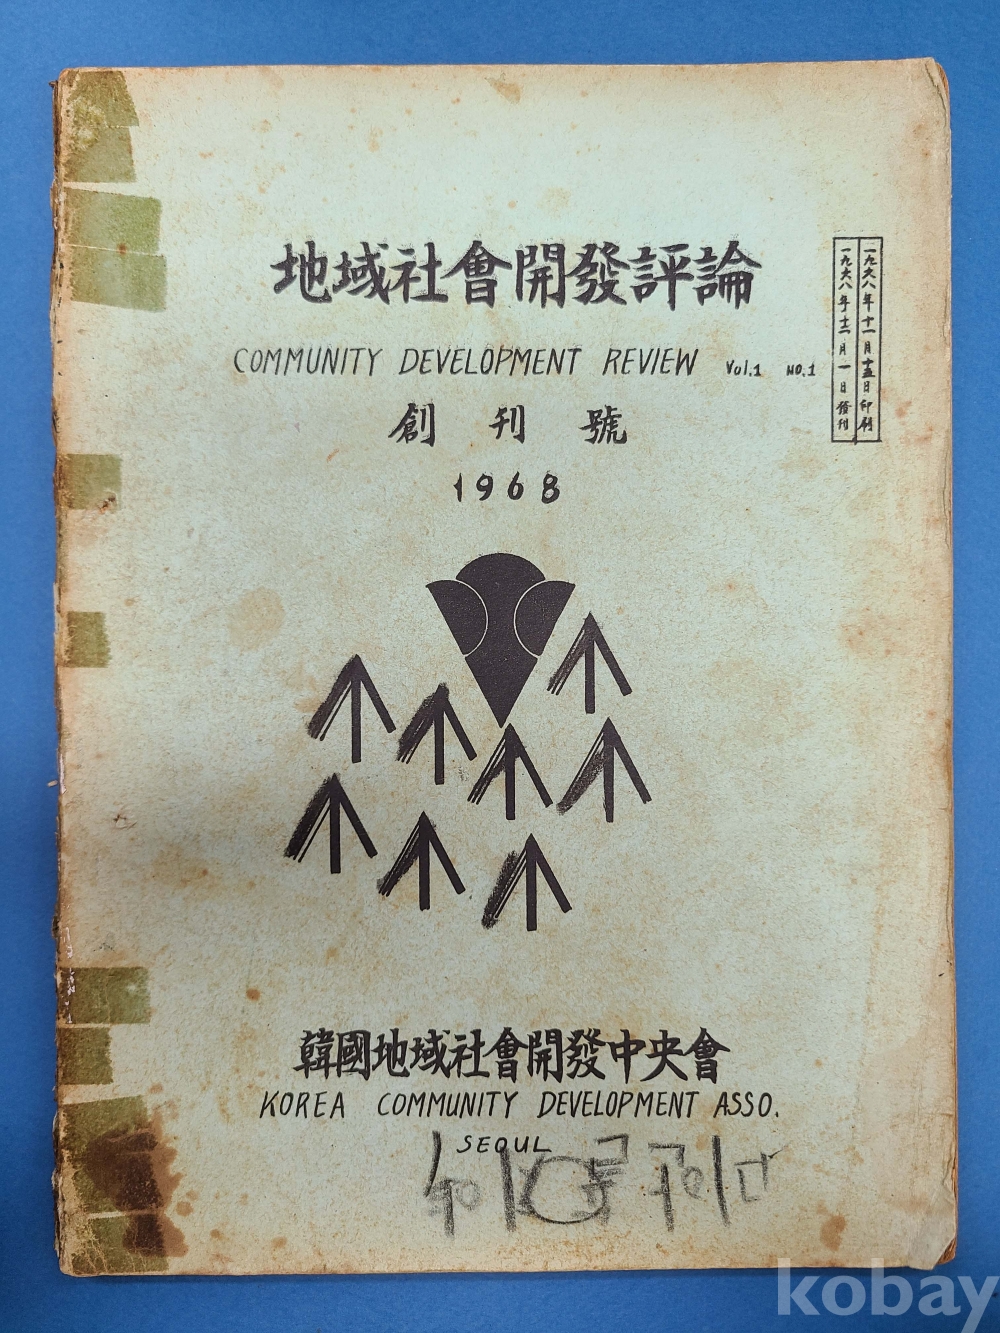 地域社會開發評論
COMMUNITY DEVELOPMENT REVIEW Vol.1 NO.1
一九六八年十一月十五日 印刷
一九六八年十二月一日 發刊
創刊號
1968
韓國地域社會開發中央會
KOREA COMMUNITY DEVELOPMENT ASSO.
SEOUL
kobay